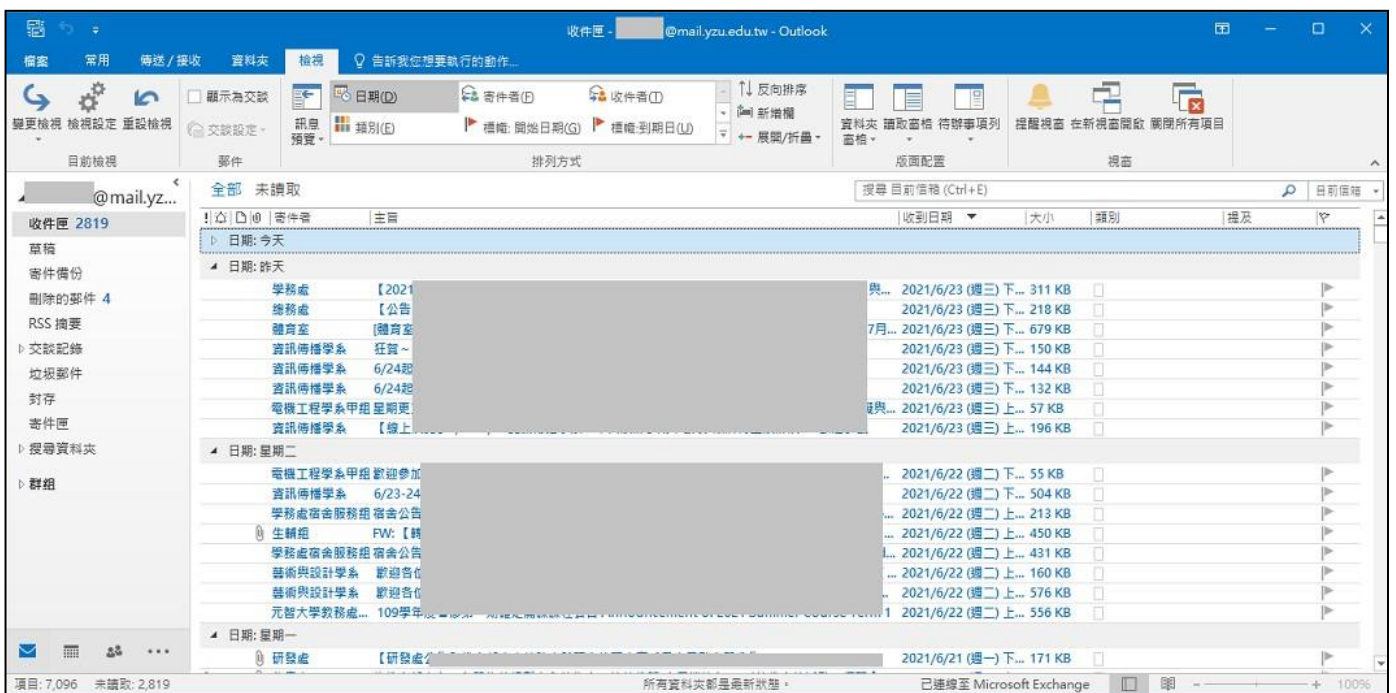 收件匣 - @mail.yzu.edu.tw - Outlook
檔案 常用 傳送 / 接收 資料夾 檢視 告訴我您想要執行的動作...
變更檢視 檢視設定 重設檢視
目前檢視
顯示為交談
交談設定
郵件
訊息預覽
日期(D) 寄件者(F) 收件者(T)
類別(E) 標幟: 開始日期(G) 標幟:到期日(U)
排列方式
反向排序
新增欄
展開/折疊
資料夾窗格 讀取窗格 待辦事項列
版面配置
提醒視窗 在新視窗開啟 關閉所有項目
視窗
@mail.yz...
收件匣 2819
草稿
寄件備份
刪除的郵件 4
RSS 摘要
交談記錄
垃圾郵件
封存
寄件匣
搜尋資料夾
群組
全部 未讀取 搜尋 目前信箱 (Ctrl+E) 目前信箱
寄件者 主旨 收到日期 大小 類別 提及
日期: 今天
日期: 昨天
學務處 【2021 與... 2021/6/23 (週三) 下... 311 KB
總務處 【公告 2021/6/23 (週三) 下... 218 KB
體育室 [體育室 7月... 2021/6/23 (週三) 下... 679 KB
資訊傳播學系 狂賀~ 2021/6/23 (週三) 下... 150 KB
資訊傳播學系 6/24起 2021/6/23 (週三) 下... 144 KB
資訊傳播學系 6/24起 2021/6/23 (週三) 下... 132 KB
電機工程學系甲組 星期更 與... 2021/6/23 (週三) 上... 57 KB
資訊傳播學系 【線上 2021/6/23 (週三) 上... 196 KB
日期: 星期二
電機工程學系甲組 歡迎參加 .. 2021/6/22 (週二) 下... 55 KB
資訊傳播學系 6/23-24 2021/6/22 (週二) 下... 504 KB
學務處宿舍服務組 宿舍公告 ... 2021/6/22 (週二) 上... 213 KB
生輔組 FW: 【轉 ... 2021/6/22 (週二) 上... 450 KB
學務處宿舍服務組 宿舍公告 ... 2021/6/22 (週二) 上... 431 KB
藝術與設計學系 歡迎各位 ... 2021/6/22 (週二) 上... 160 KB
藝術與設計學系 歡迎各位 .. 2021/6/22 (週二) 上... 576 KB
元智大學教務處... 109學年 1 2021/6/22 (週二) 上... 556 KB
日期: 星期一
研發處 【研發處 2021/6/21 (週一) 下... 171 KB
項目: 7,096 未讀取: 2,819 所有資料夾都是最新狀態。 已連線至 Microsoft Exchange 100%